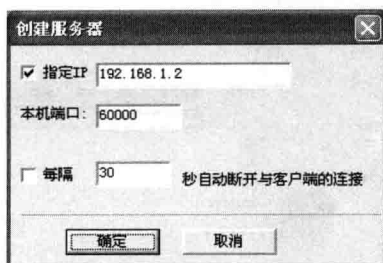 创建服务器
指定IP 192.168.1.2
本机端口: 60000
每隔 30 秒自动断开与客户端的连接
确定 取消